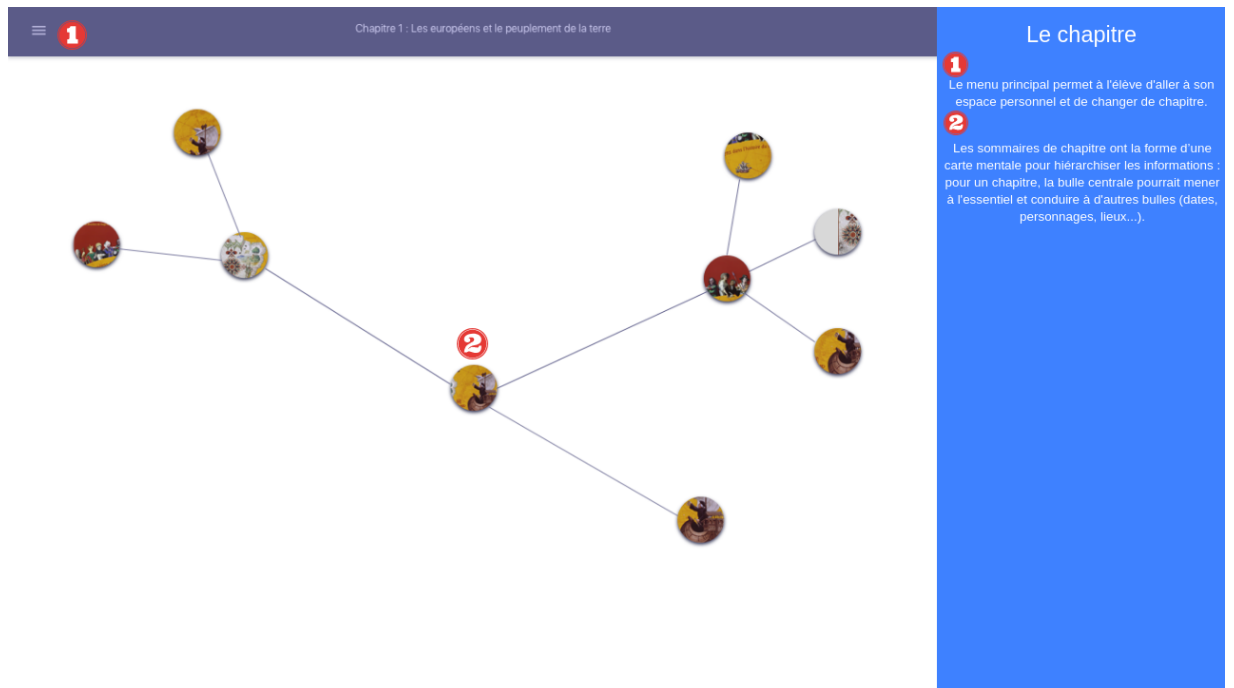 1
Chapitre 1 : Les européens et le peuplement de la terre
2
Le chapitre
1
Le menu principal permet à l'élève d'aller à son
espace personnel et de changer de chapitre.
2
Les sommaires de chapitre ont la forme d’une
carte mentale pour hiérarchiser les informations :
pour un chapitre, la bulle centrale pourrait mener
à l'essentiel et conduire à d'autres bulles (dates,
personnages, lieux...).